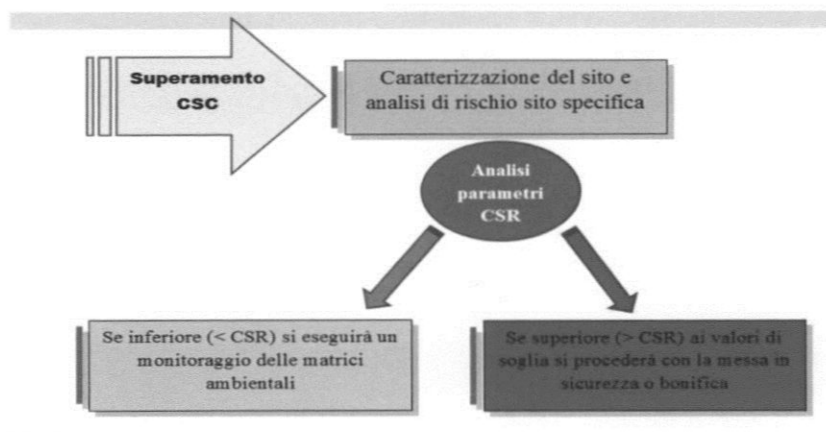 Superamento
CSC
Caratterizzazione del sito e
analisi di rischio sito specifica
Analisi
parametri
CSR
Se inferiore (< CSR) si eseguirà un
monitoraggio delle matrici
ambientali
Se superiore (> CSR) ai valori di
soglia si procederà con la messa in
sicurezza o bonifica